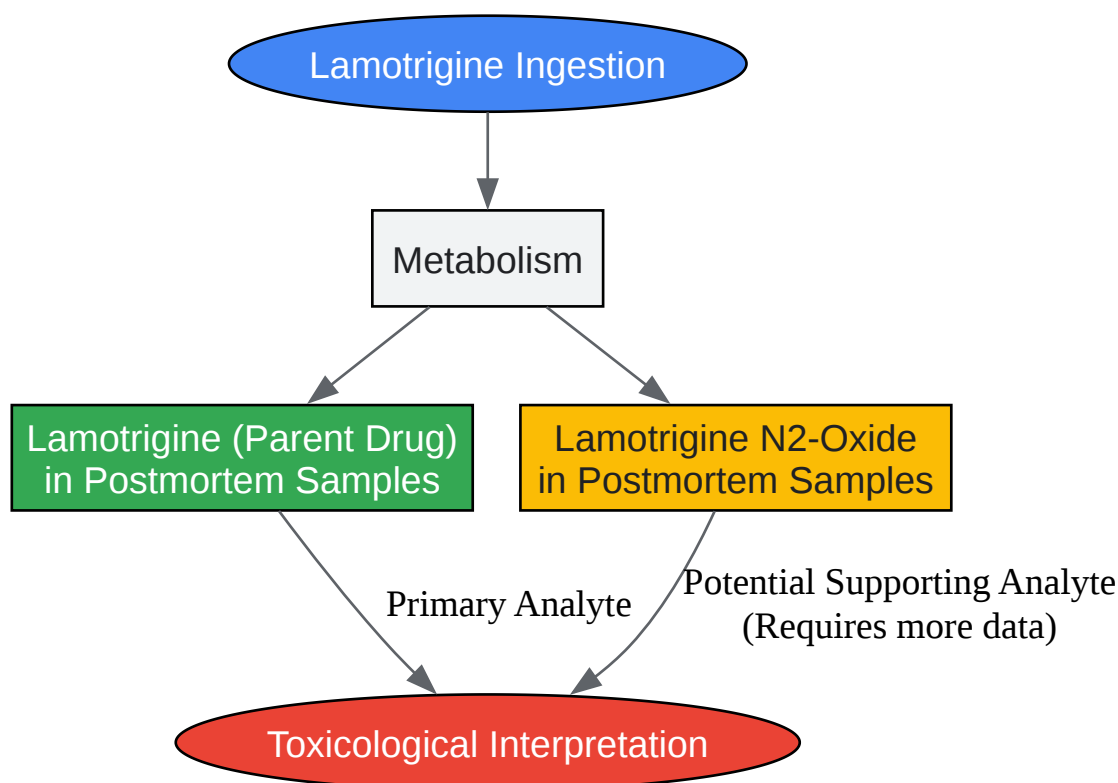 Lamotrigine Ingestion
Metabolism
Lamotrigine (Parent Drug)
in Postmortem Samples
Lamotrigine N2-Oxide
in Postmortem Samples
Primary Analyte
Potential Supporting Analyte
(Requires more data)
Toxicological Interpretation